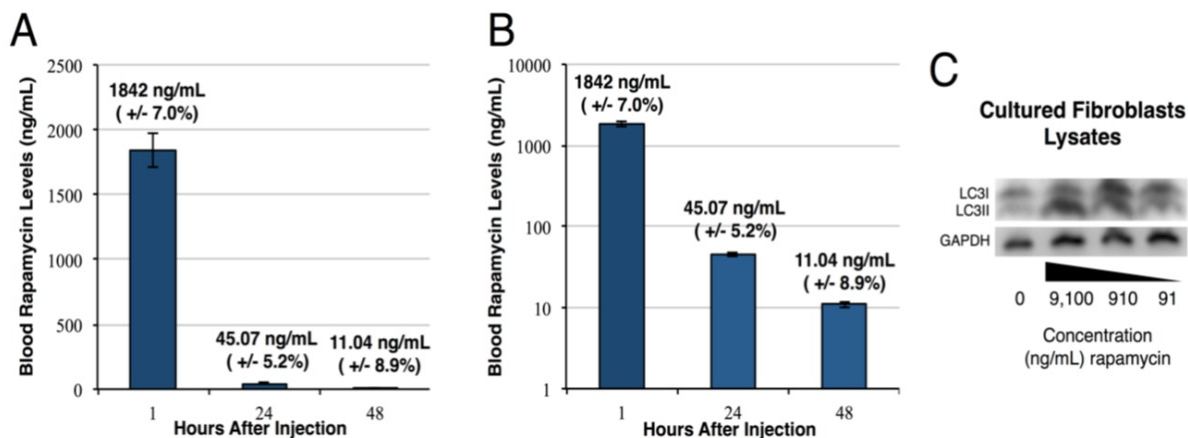 A
Blood Rapamycin Levels (ng/mL)
2500
2000
1500
1000
500
0
1842 ng/mL
( +/- 7.0%)
45.07 ng/mL
( +/- 5.2%)
11.04 ng/mL
( +/- 8.9%)
1 24 48
Hours After Injection
B
Blood Rapamycin Levels (ng/mL)
10000
1000
100
10
1
1842 ng/mL
( +/- 7.0%)
45.07 ng/mL
( +/- 5.2%)
11.04 ng/mL
( +/- 8.9%)
1 24 48
Hours After Injection
C
Cultured Fibroblasts
Lysates
LC3I
LC3II
GAPDH
0 9,100 910 91
Concentration
(ng/mL) rapamycin